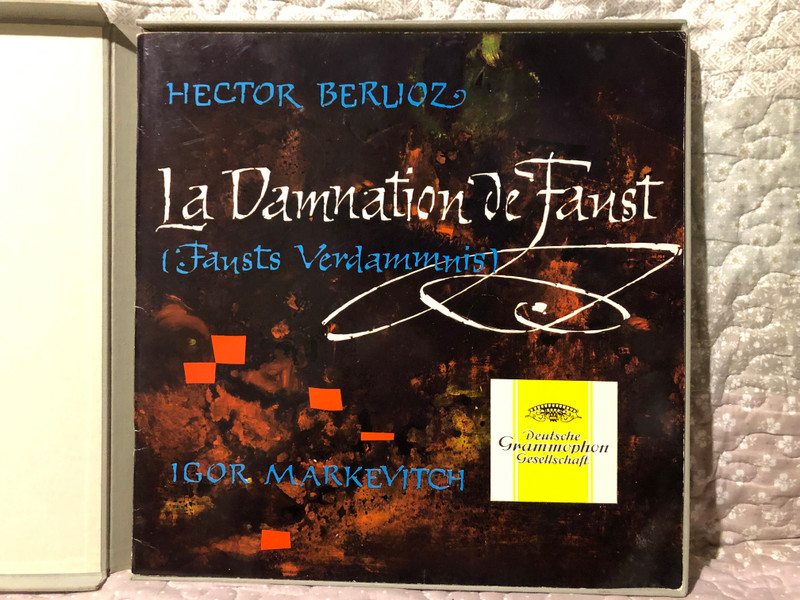 HECTOR BERLIOZ
La Damnation de Faust
(Fausts Verdammnis)
IGOR MARKEVITCH
Deutsche
Grammophon
Gesellschaft